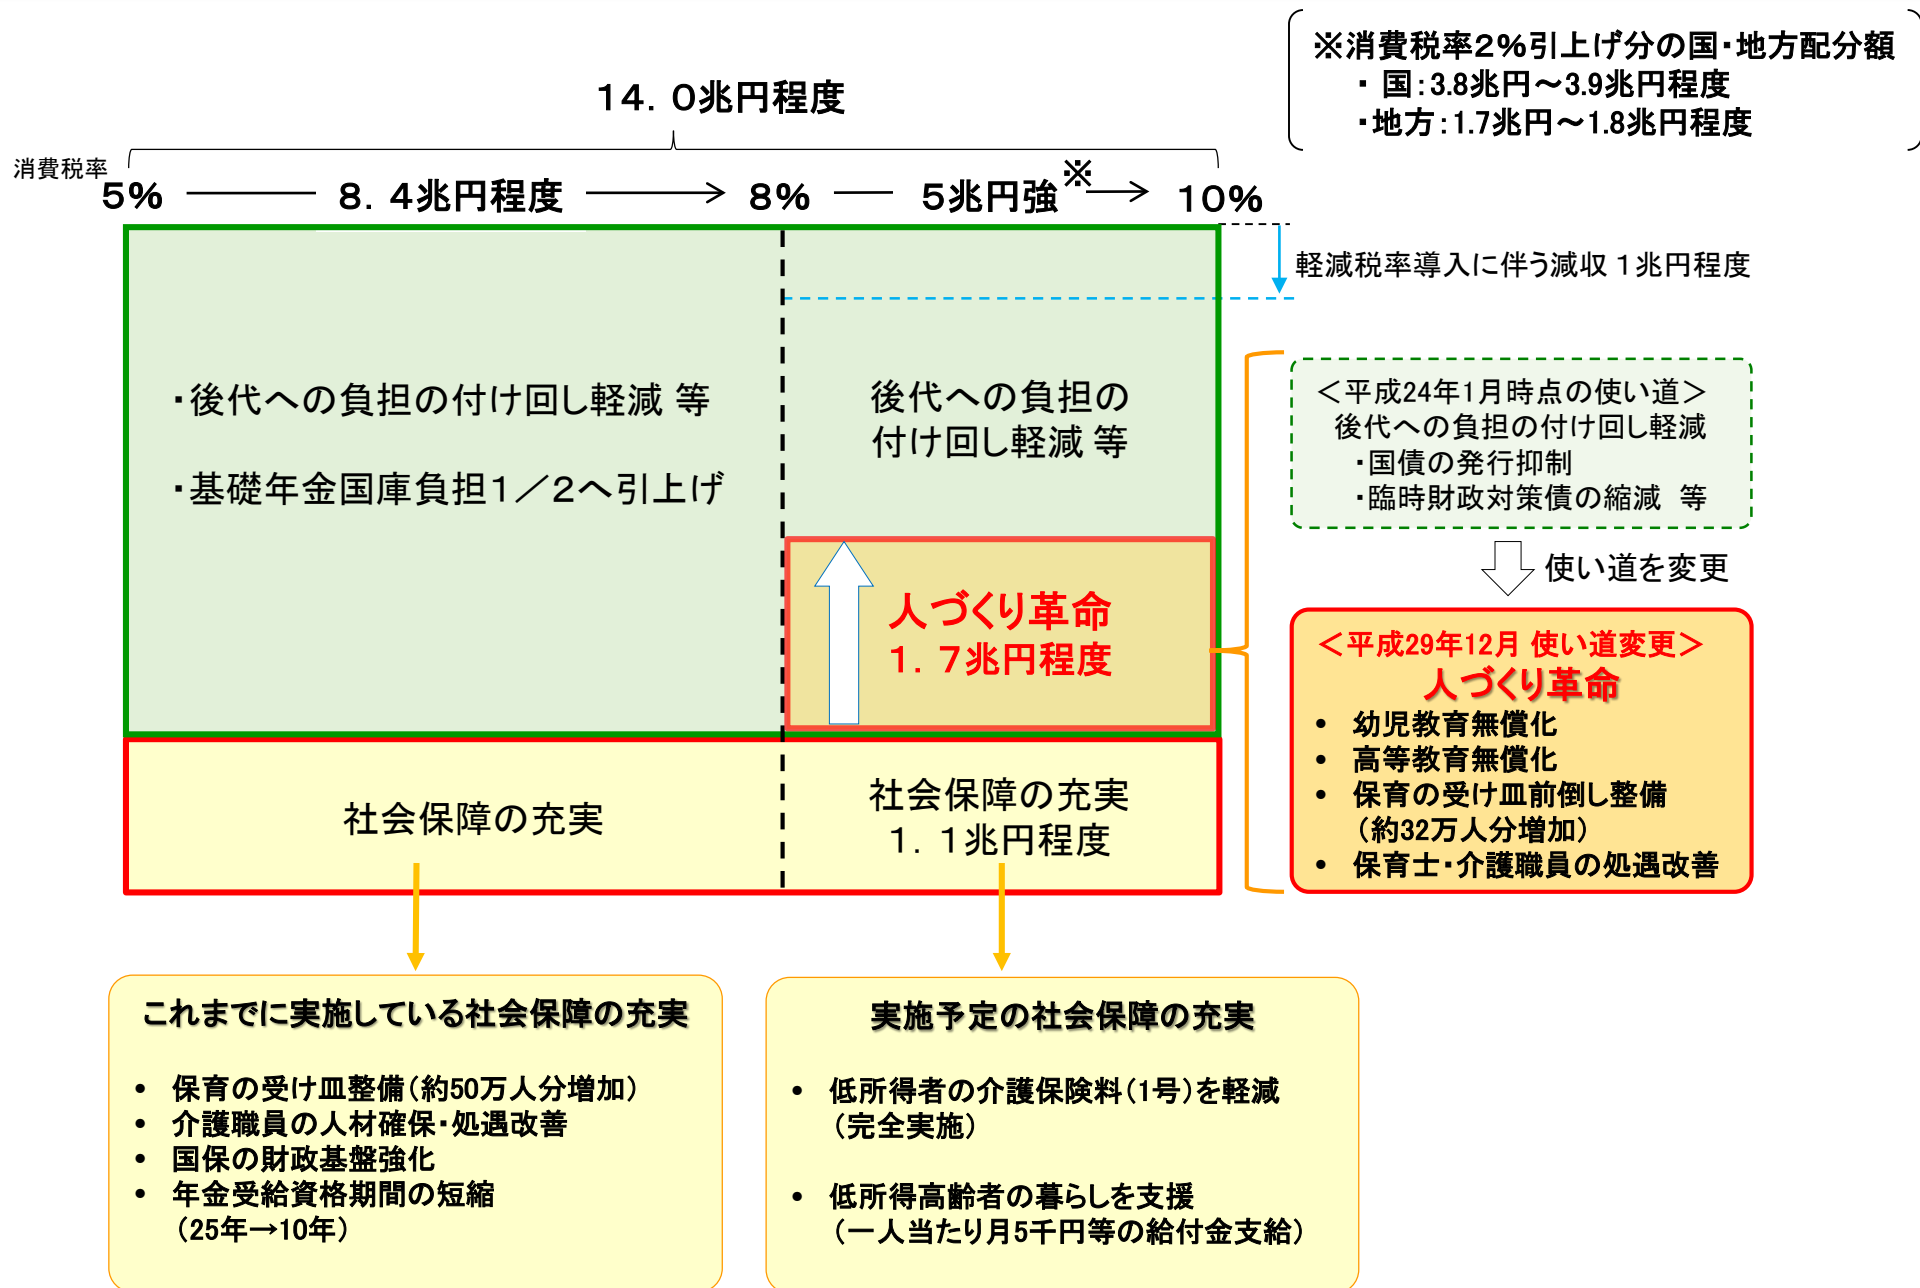 ※消費税率2%引上げ分の国・地方配分額
・国:3.8兆円～3.9兆円程度
・地方:1.7兆円～1.8兆円程度
14.0兆円程度
消費税率
5% 8.4兆円程度 8% 5兆円強※ 10%
軽減税率導入に伴う減収 1兆円程度
・後代への負担の付け回し軽減 等
・基礎年金国庫負担1/2へ引上げ
後代への負担の
付け回し軽減 等
人づくり革命
1.7兆円程度
<平成24年1月時点の使い道>
後代への負担の付け回し軽減
・国債の発行抑制
・臨時財政対策債の縮減 等
使い道を変更
<平成29年12月 使い道変更>
人づくり革命
• 幼児教育無償化
• 高等教育無償化
• 保育の受け皿前倒し整備
(約32万人分増加)
• 保育士・介護職員の処遇改善
社会保障の充実
社会保障の充実
1.1兆円程度
これまでに実施している社会保障の充実
• 保育の受け皿整備(約50万人分増加)
• 介護職員の人材確保・処遇改善
• 国保の財政基盤強化
• 年金受給資格期間の短縮
(25年→10年)
実施予定の社会保障の充実
• 低所得者の介護保険料(1号)を軽減
(完全実施)
• 低所得高齢者の暮らしを支援
(一人当たり月5千円等の給付金支給)